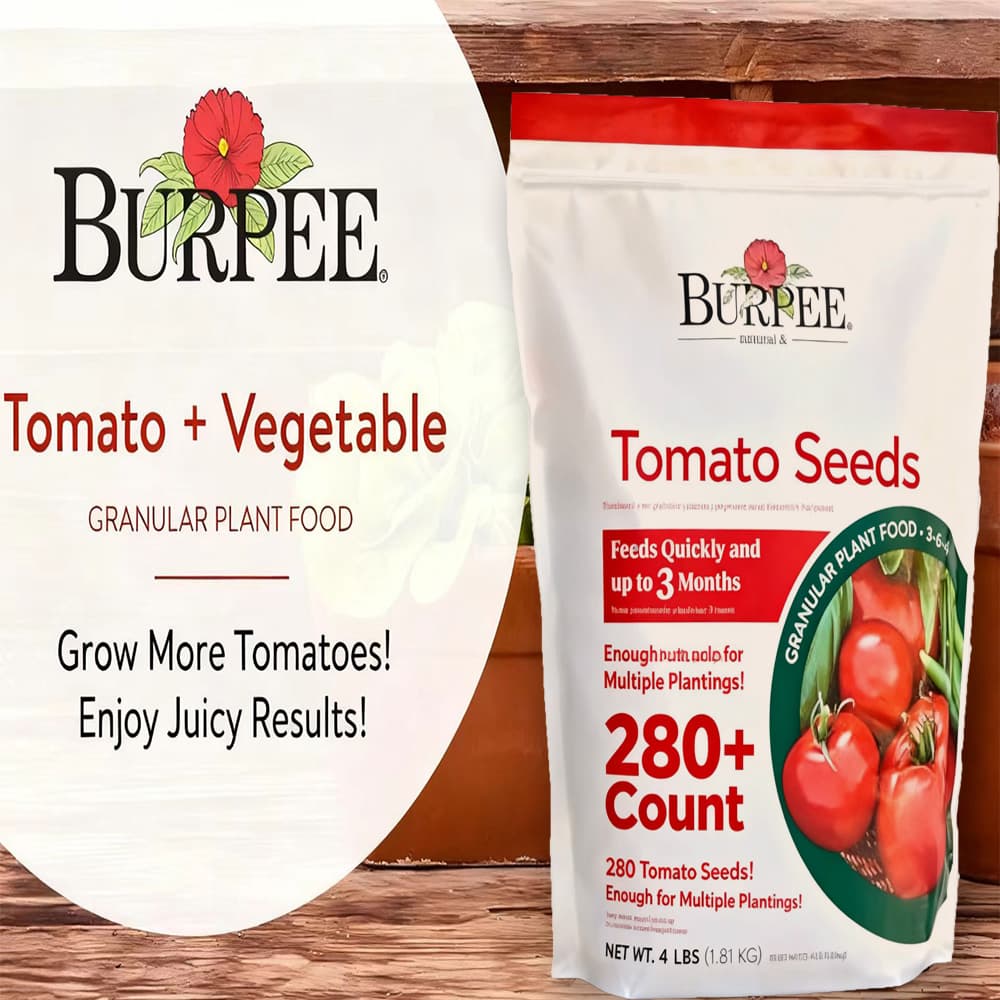 BURPEE
Tomato + Vegetable
GRANULAR PLANT FOOD
Grow More Tomatoes!
Enjoy Juicy Results!
BURPEE
&
Tomato Seeds
Feeds Quickly and
up to 3 Months
GRANULAR PLANT FOOD • 3-6-4
Enough for
Multiple Plantings!
280+
Count
280 Tomato Seeds!
Enough for Multiple Plantings!
NET WT. 4 LBS (1.81 KG)